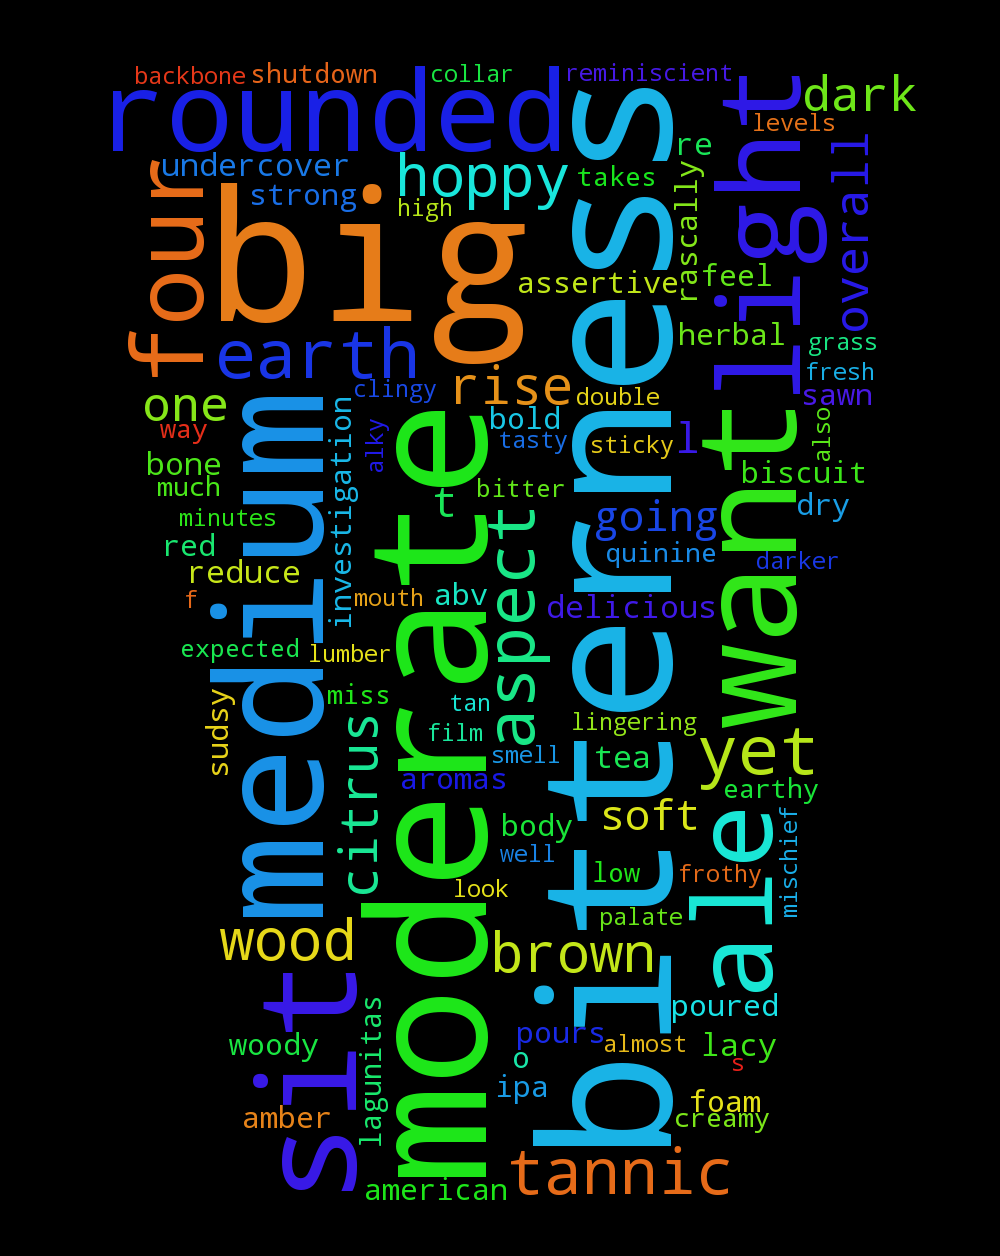 backbone
shutdown
collar
reminiscient
rounded
dark
levels
undercover
hoppy
takes
re
light
overall
four
strong
high
big
rascally
assertive
feel
bitterness
earth
herbal
grass
fresh
clingy
rise
double
sawn
one
way
bold
tasty
sticky
l
also
alky
bone
much
medium
investigation
moderate
t
bitter
want
biscuit
dry
minutes
red
reduce
f
aspect
going
quinine
darker
mouth
abv
delicious
expected
lumber
sudsy
miss
tan
film
smell
lingering
citrus
aromas
tea
yet
earthy
body
soft
well
ale
mischief
look
low
frothy
palate
wood
brown
sit
poured
woody
lagunitas
pours
almost
lacy
o
s
ipa
amber
foam
creamy
tannic
american